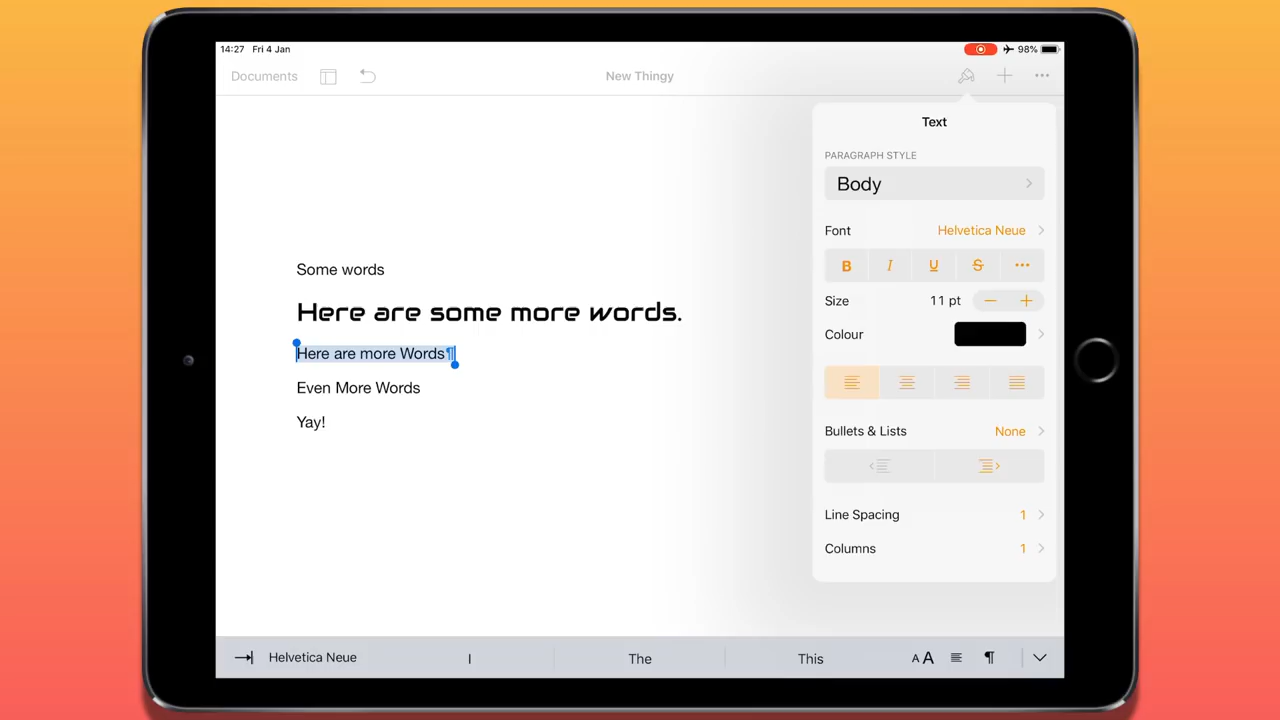 14:27 Fri 4 Jan 98%
Documents New Thingy
Text
PARAGRAPH STYLE
Body
Font Helvetica Neue
B I U S
Size 11 pt
Colour
Bullets & Lists None
Line Spacing 1
Columns 1
Some words
Here are some more words.
Here are more Words¶
Even More Words
Yay!
Helvetica Neue I The This AA ¶